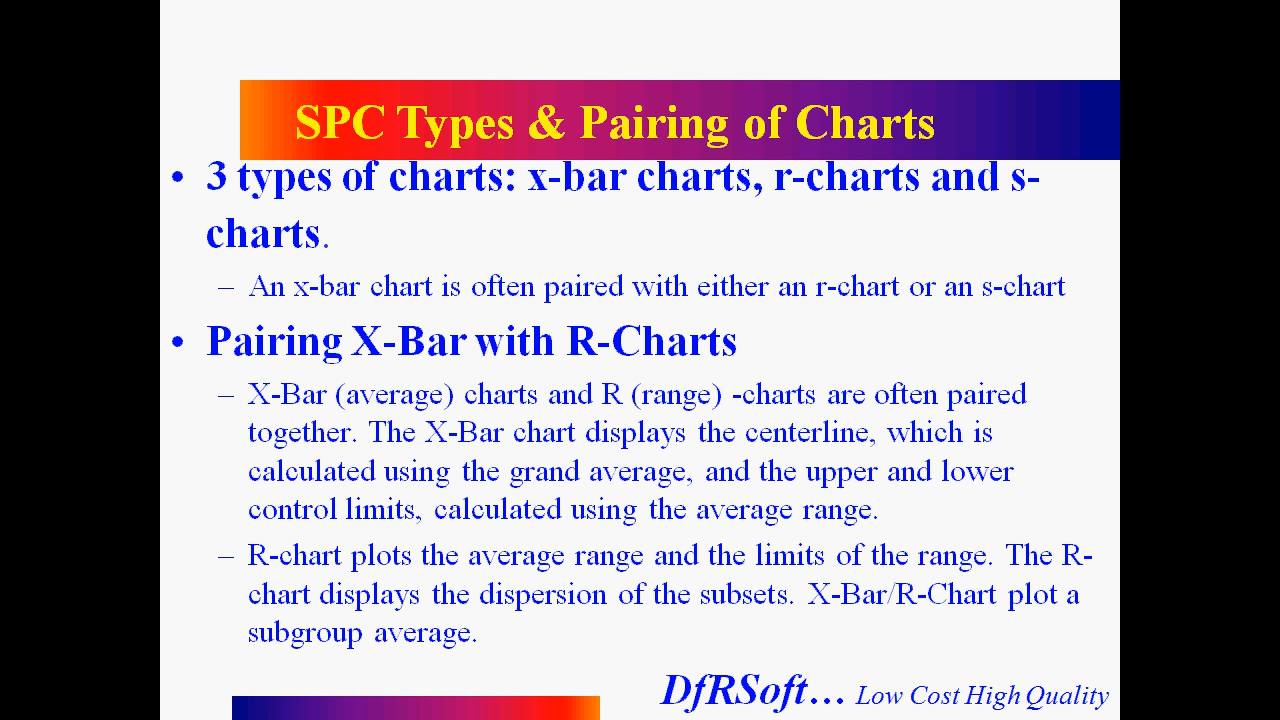 SPC Types & Pairing of Charts
• 3 types of charts: x-bar charts, r-charts and s-
charts.
– An x-bar chart is often paired with either an r-chart or an s-chart
• Pairing X-Bar with R-Charts
– X-Bar (average) charts and R (range) -charts are often paired
together. The X-Bar chart displays the centerline, which is
calculated using the grand average, and the upper and lower
control limits, calculated using the average range.
– R-chart plots the average range and the limits of the range. The R-
chart displays the dispersion of the subsets. X-Bar/R-Chart plot a
subgroup average.
DfRSoft… Low Cost High Quality